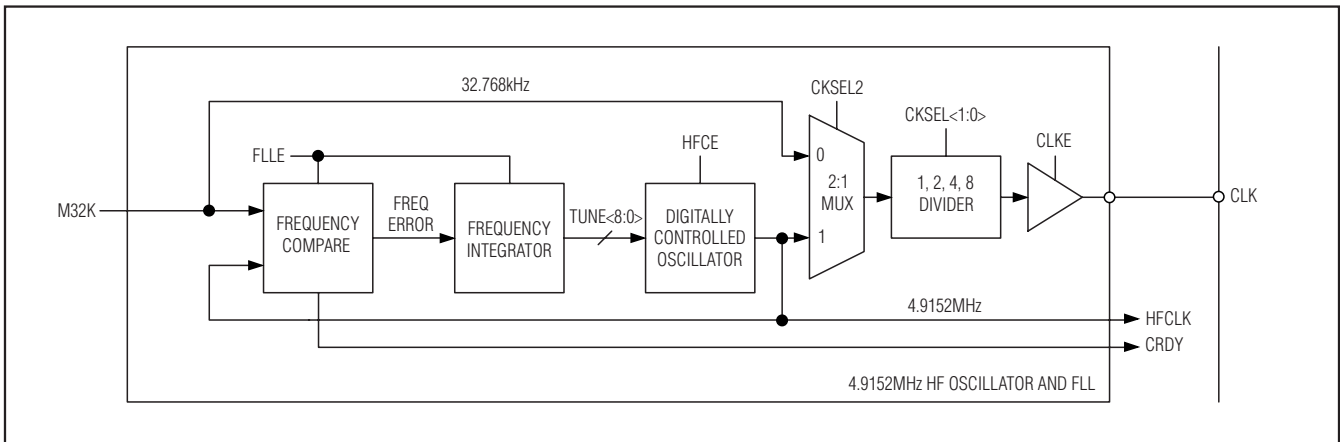 32.768kHz
CKSEL2
CKSEL<1:0>
FLLE
HFCE
CLKE
M32K
FREQUENCY
COMPARE
FREQ
ERROR
FREQUENCY
INTEGRATOR
TUNE<8:0>
DIGITALLY
CONTROLLED
OSCILLATOR
0
2:1
MUX
1
1, 2, 4, 8
DIVIDER
CLK
4.9152MHz
HFCLK
CRDY
4.9152MHz HF OSCILLATOR AND FLL